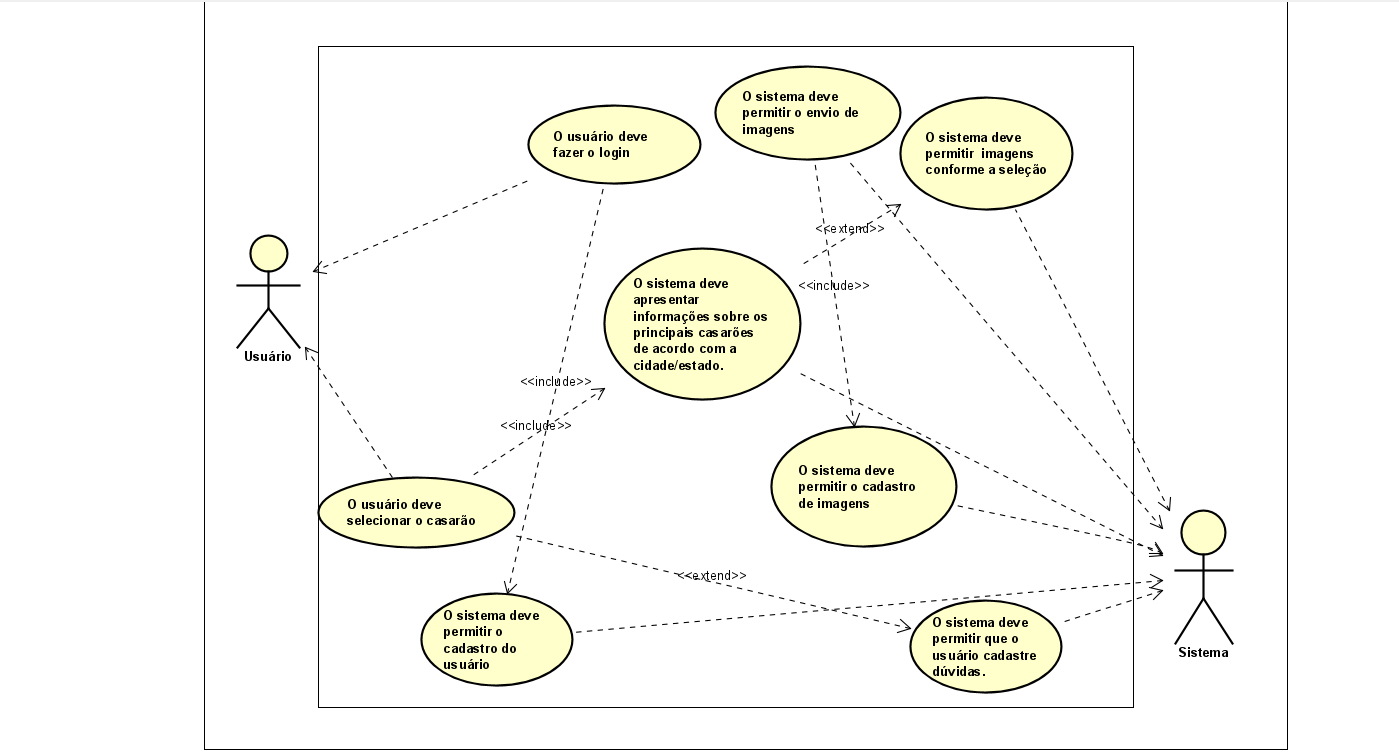 O sistema deve
permitir o envio de
imagens
O usuário deve
fazer o login
O sistema deve
permitir  imagens
conforme a seleção
<<extend>>
<<include>>
O sistema deve
apresentar
informações sobre os
principais casarões
de acordo com a
cidade/estado.
Usuário
<<include>>
<<include>>
O sistema deve
permitir o cadastro
de imagens
O usuário deve
selecionar o casarão
<<extend>>
O sistema deve
permitir o
cadastro do
usuário
O sistema deve
permitir que o
usuário cadastre
dúvidas.
Sistema